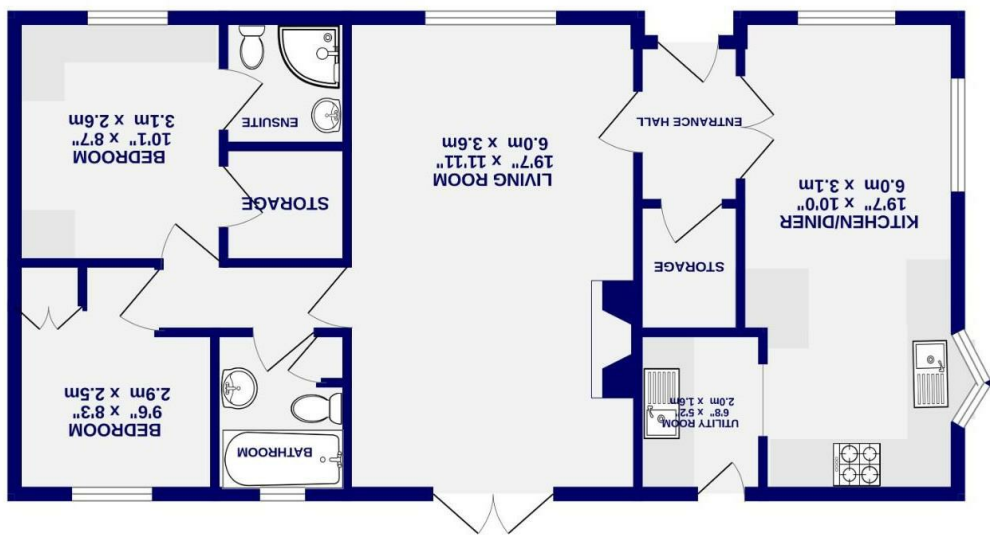 BATHROOM
BEDROOM
9'6" x 8'3"
2.9m x 2.5m
UTILITY ROOM
6'8" x 5'2"
2.0m x 1.6m
STORAGE
KITCHEN/DINER
19'7" x 10'0"
6.0m x 3.1m
STORAGE
LIVING ROOM
19'7" x 11'11"
6.0m x 3.6m
BEDROOM
10'1" x 8'7"
3.1m x 2.6m
ENTRANCE HALL
ENSUITE